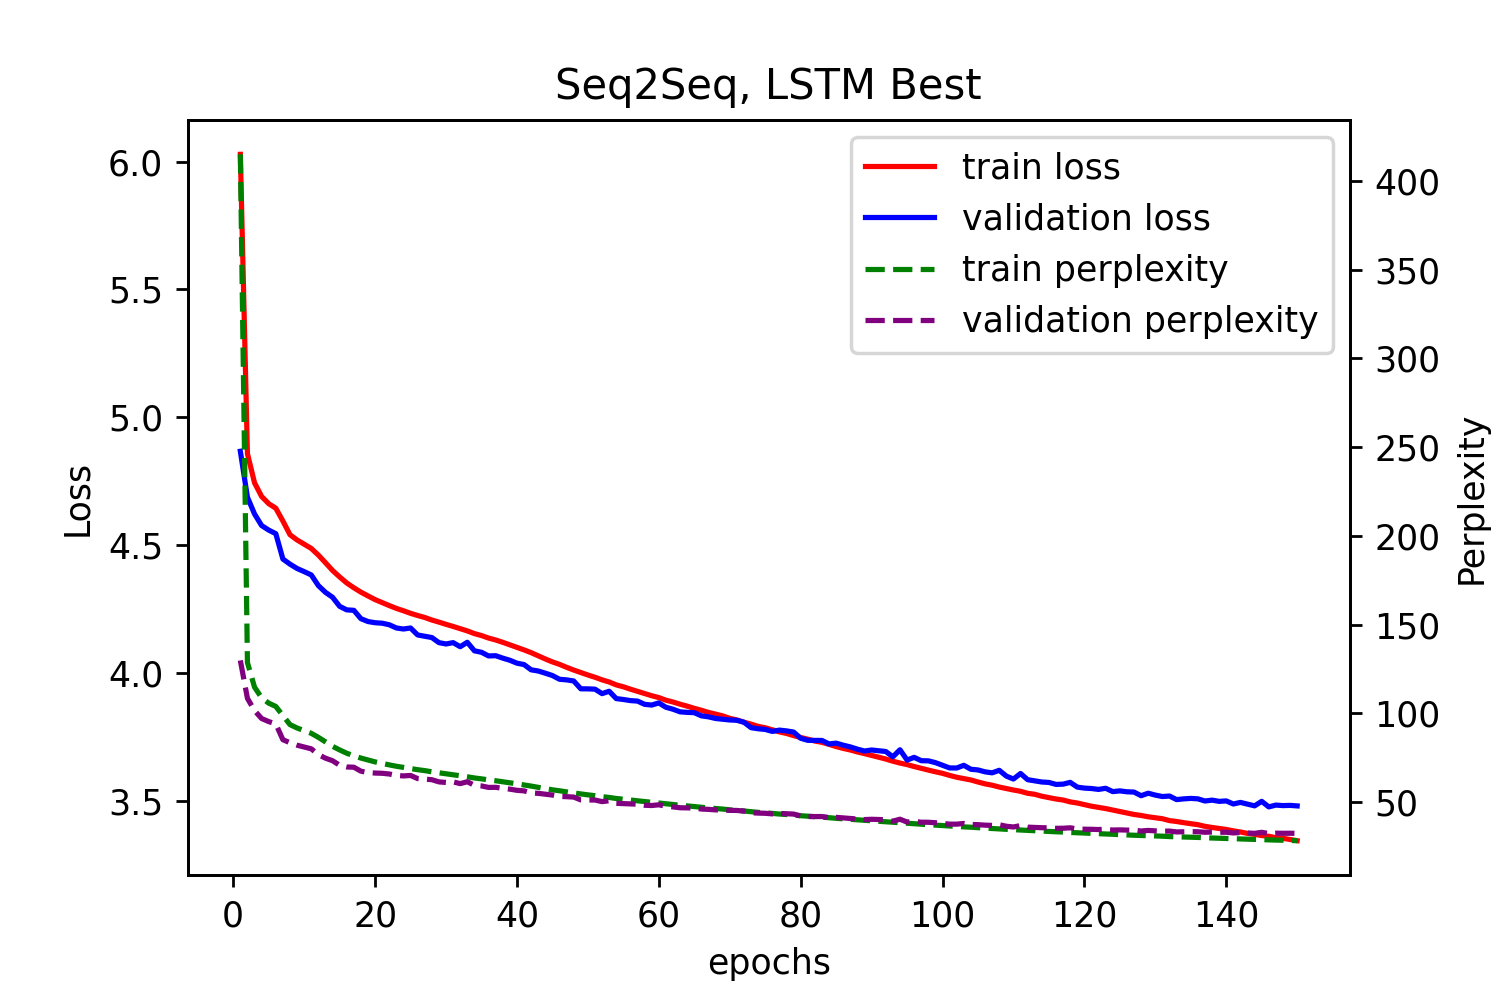 Seq2Seq, LSTM Best
train loss
validation loss
train perplexity
validation perplexity
Loss
6.0
5.5
5.0
4.5
4.0
3.5
Perplexity
400
350
300
250
200
150
100
50
0 20 40 60 80 100 120 140
epochs